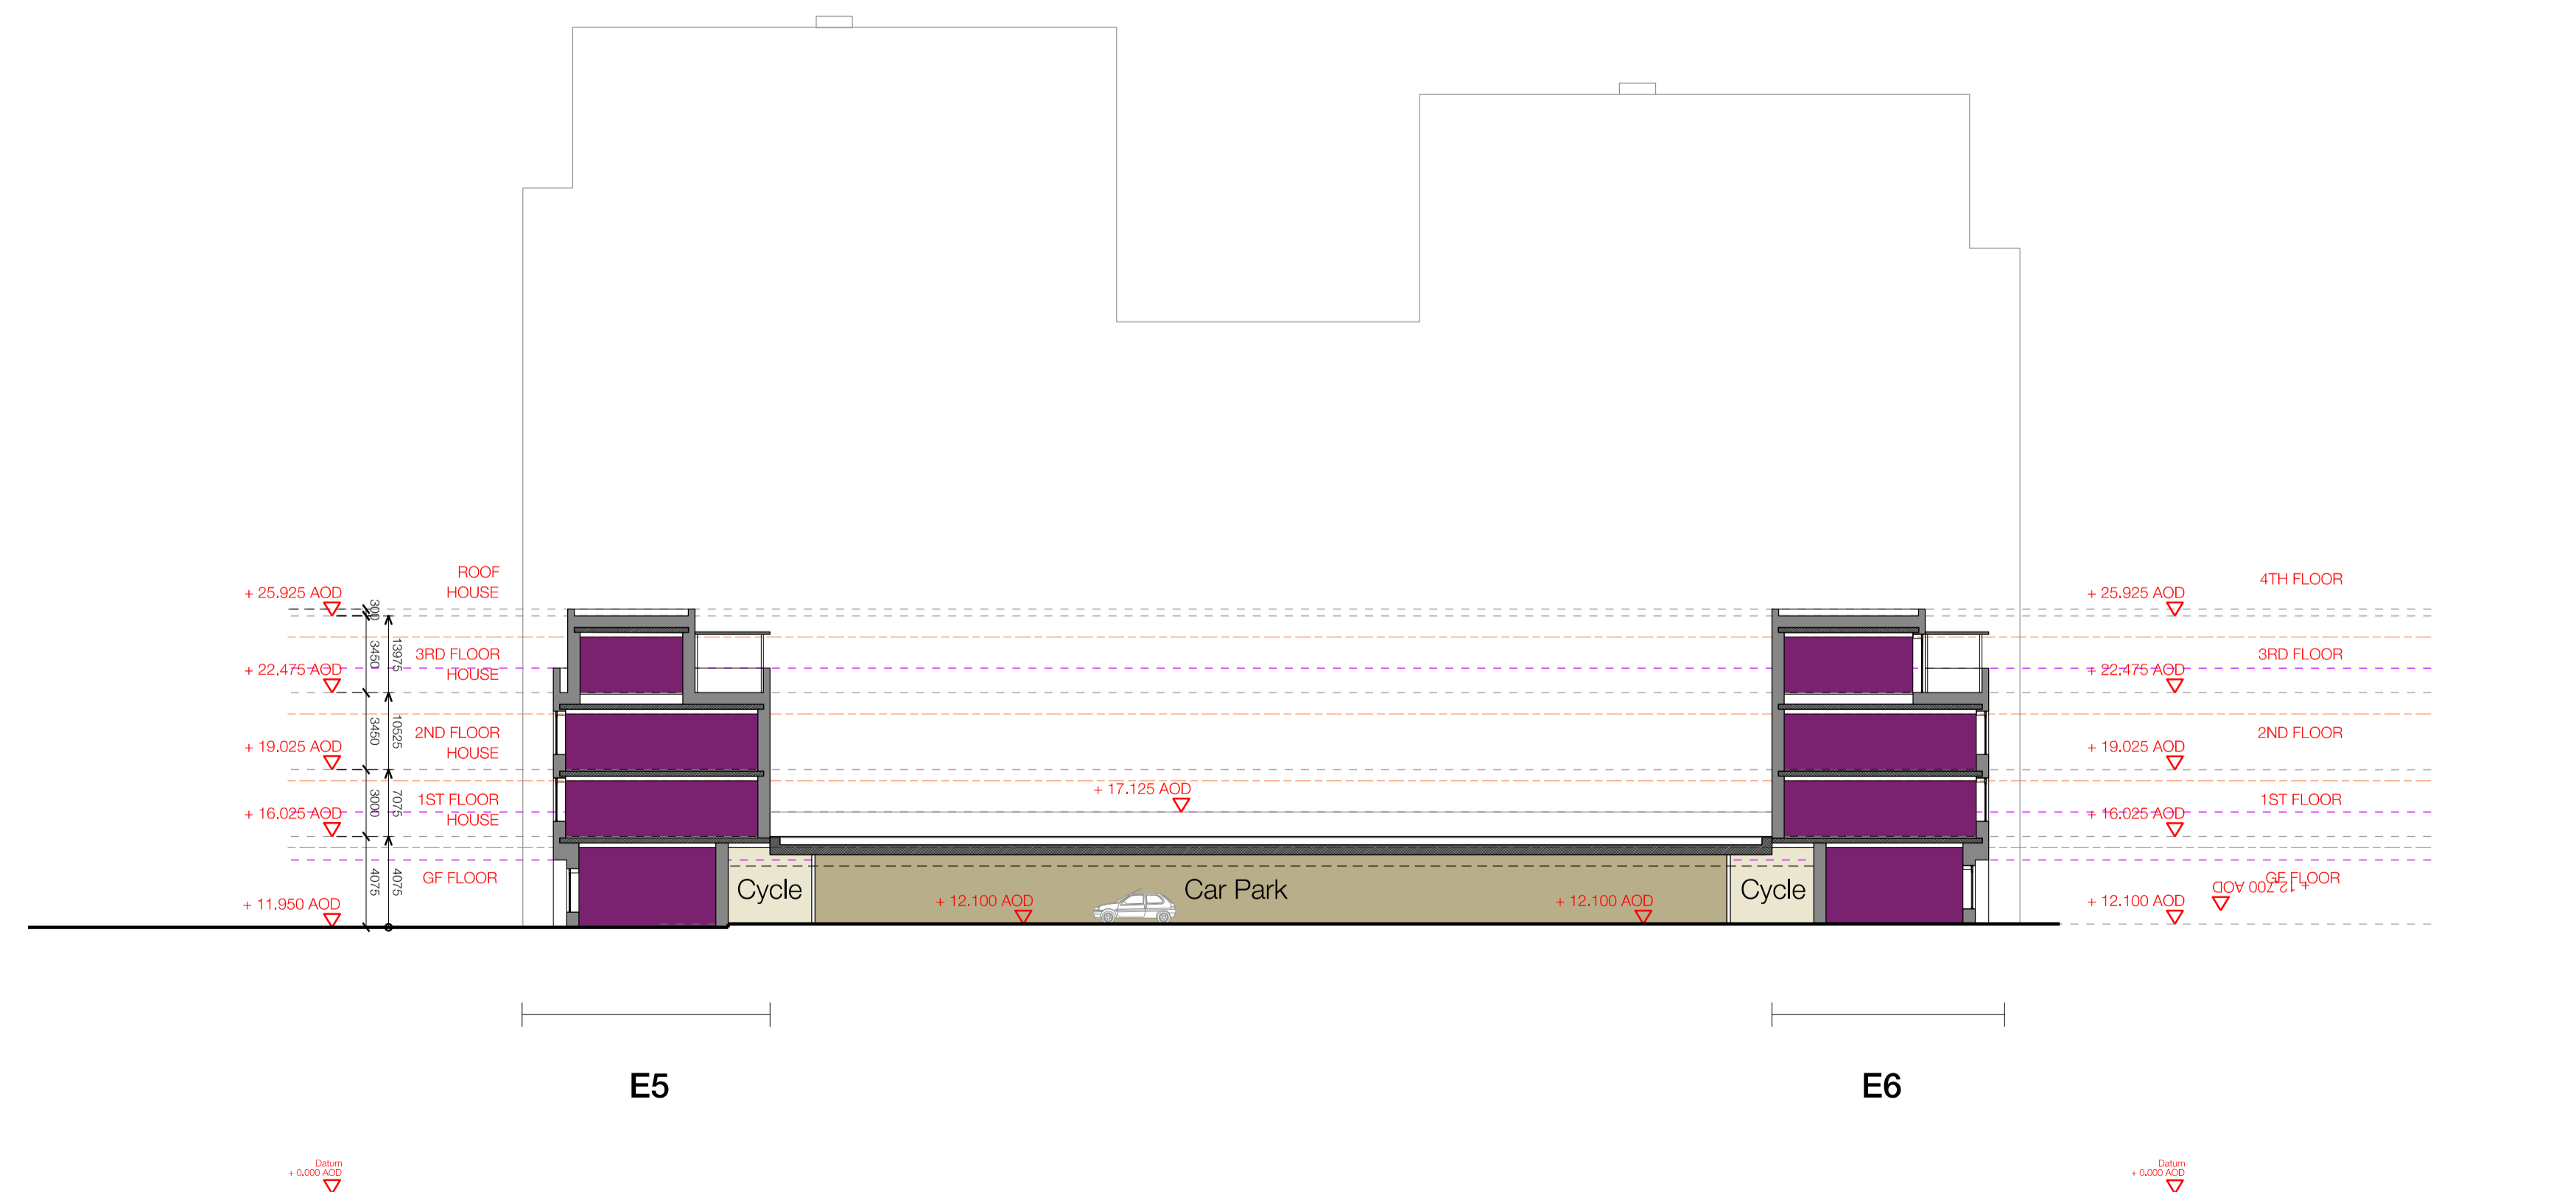 ROOF
HOUSE
+ 25.925 AOD
300
3450
13975
3RD FLOOR
HOUSE
+ 22.475 AOD
3450
10525
2ND FLOOR
HOUSE
+ 19.025 AOD
3000
7075
1ST FLOOR
HOUSE
+ 16.025 AOD
4075
4075
GF FLOOR
+ 11.950 AOD
+ 17.125 AOD
Cycle
+ 12.100 AOD
Car Park
+ 12.100 AOD
Cycle
4TH FLOOR
+ 25.925 AOD
3RD FLOOR
+ 22.475 AOD
2ND FLOOR
+ 19.025 AOD
1ST FLOOR
+ 16.025 AOD
GF FLOOR
+ 12.700 AOD
+ 12.100 AOD
E5
E6
Datum
+ 0.000 AOD
Datum
+ 0.000 AOD